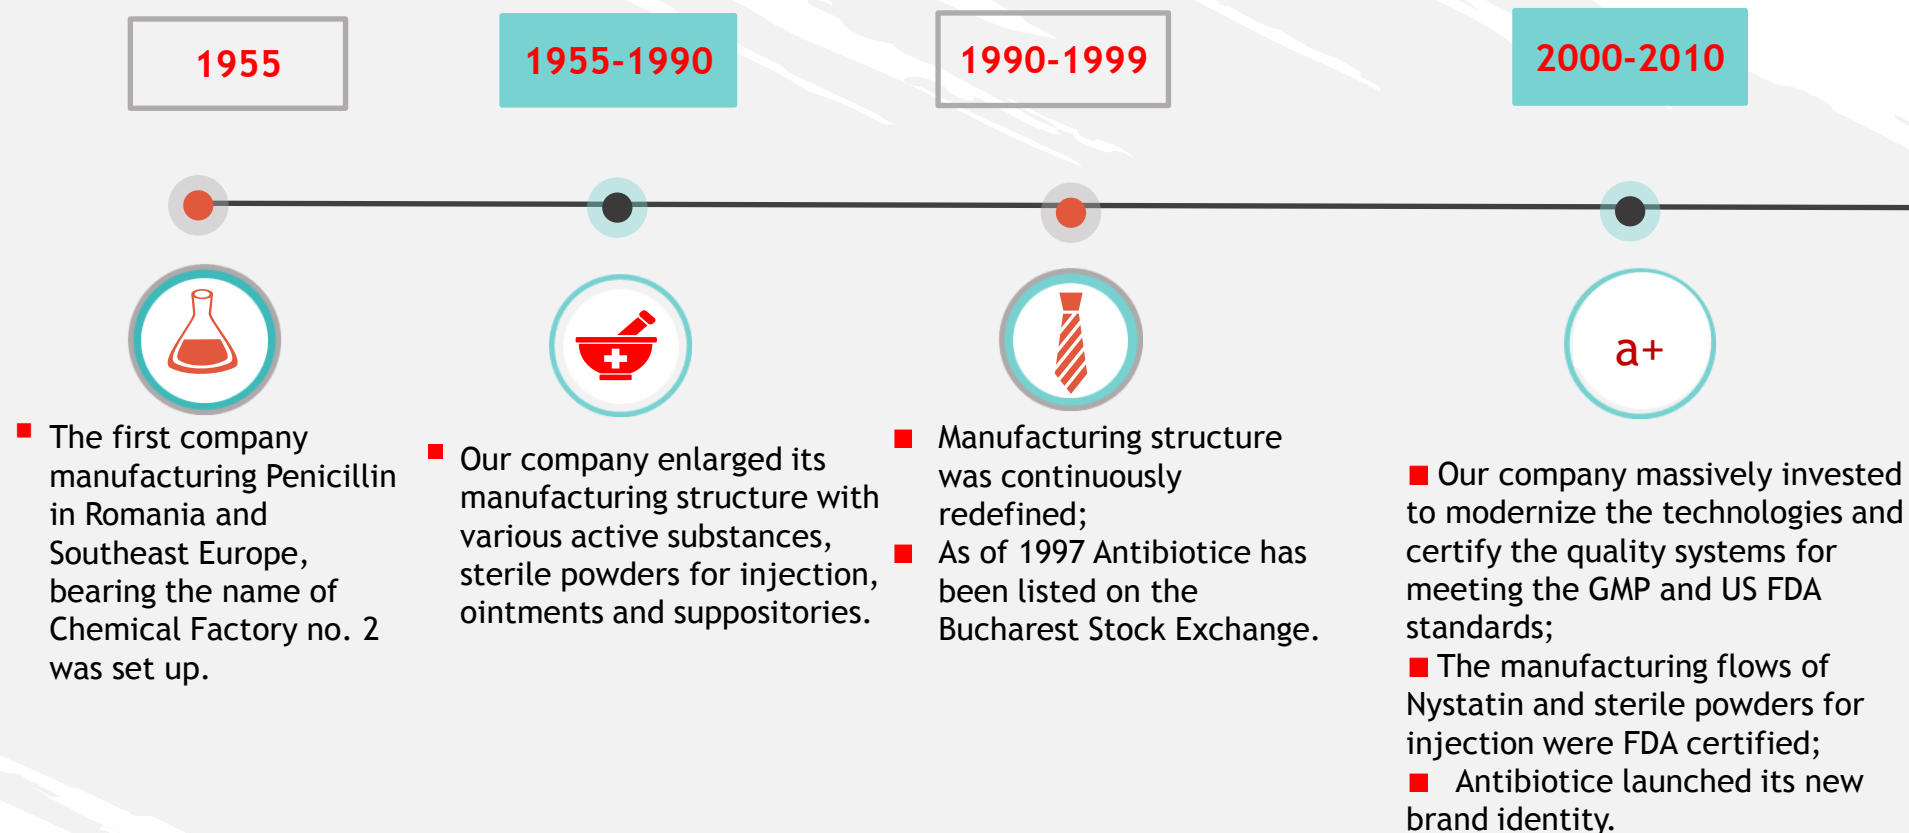 1955
1955-1990
1990-1999
2000-2010
The first company
manufacturing Penicillin
in Romania and
Southeast Europe,
bearing the name of
Chemical Factory no. 2
was set up.
Our company enlarged its
manufacturing structure with
various active substances,
sterile powders for injection,
ointments and suppositories.
Manufacturing structure
was continuously
redefined;
As of 1997 Antibiotice has
been listed on the
Bucharest Stock Exchange.
a+
Our company massively invested
to modernize the technologies and
certify the quality systems for
meeting the GMP and US FDA
standards;
The manufacturing flows of
Nystatin and sterile powders for
injection were FDA certified;
Antibiotice launched its new
brand identity.